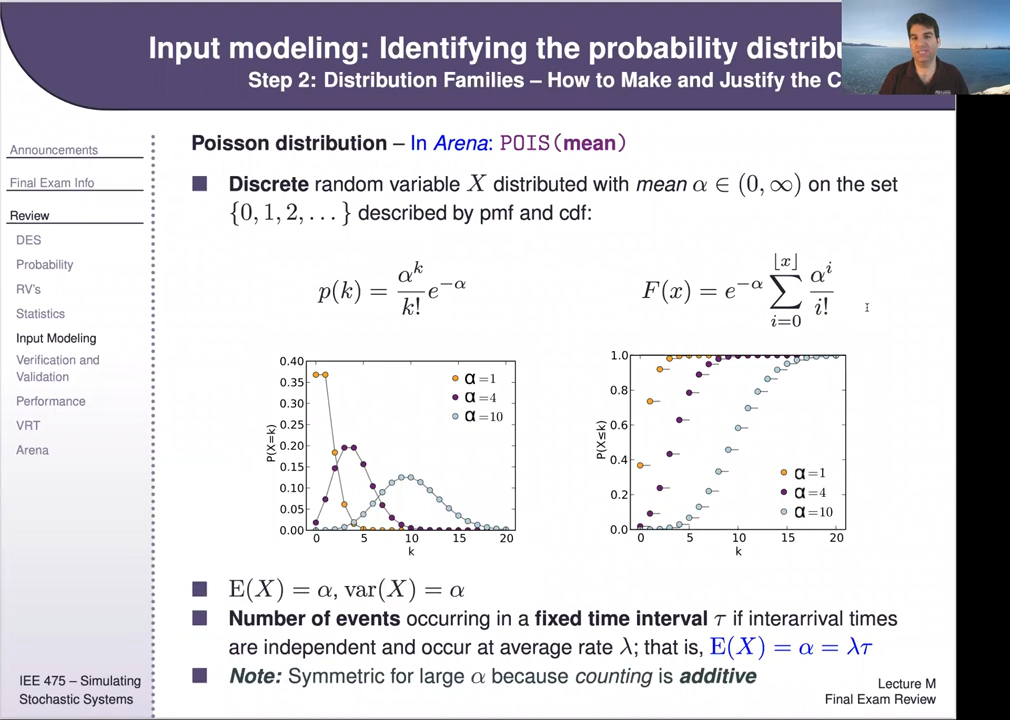 Input modeling: Identifying the probability distribu
Step 2: Distribution Families – How to Make and Justify the C
Announcements
Final Exam Info
Review
DES
Probability
RV's
Statistics
Input Modeling
Verification and
Validation
Performance
VRT
Arena
IEE 475 – Simulating
Stochastic Systems
Poisson distribution – In Arena: POIS(mean)
Discrete random variable X distributed with mean α ∈ (0, ∞) on the set
{0, 1, 2, . . . } described by pmf and cdf:
p(k) = α^k/k! e^−α
F(x) = e^−α ∑_{i=0}^{⌊x⌋} α^i/i!
0.40
0.35
0.30
0.25
0.20
0.15
0.10
0.05
0.00
P(X=k)
0 5 10 15 20
k
α=1
α=4
α=10
1.0
0.8
0.6
0.4
0.2
0.0
P(X≤k)
0 5 10 15 20
k
α=1
α=4
α=10
E(X) = α, var(X) = α
Number of events occurring in a fixed time interval τ if interarrival times
are independent and occur at average rate λ; that is, E(X) = α = λτ
Note: Symmetric for large α because counting is additive
Lecture M
Final Exam Review